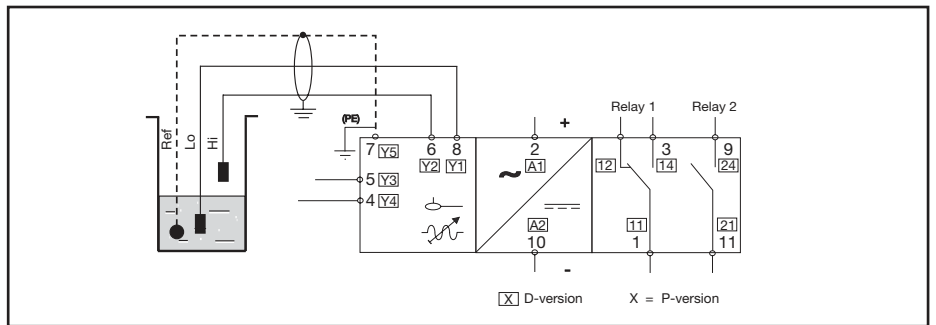 Relay 1
Relay 2
+
(PE)
Ref
Lo
Hi
7 Y5
6
8
Y2
Y1
2
~
A1
3
9
12
14
24
5 Y3
4 Y4
A2
10
11
21
1
11
-
X D-version
X = P-version